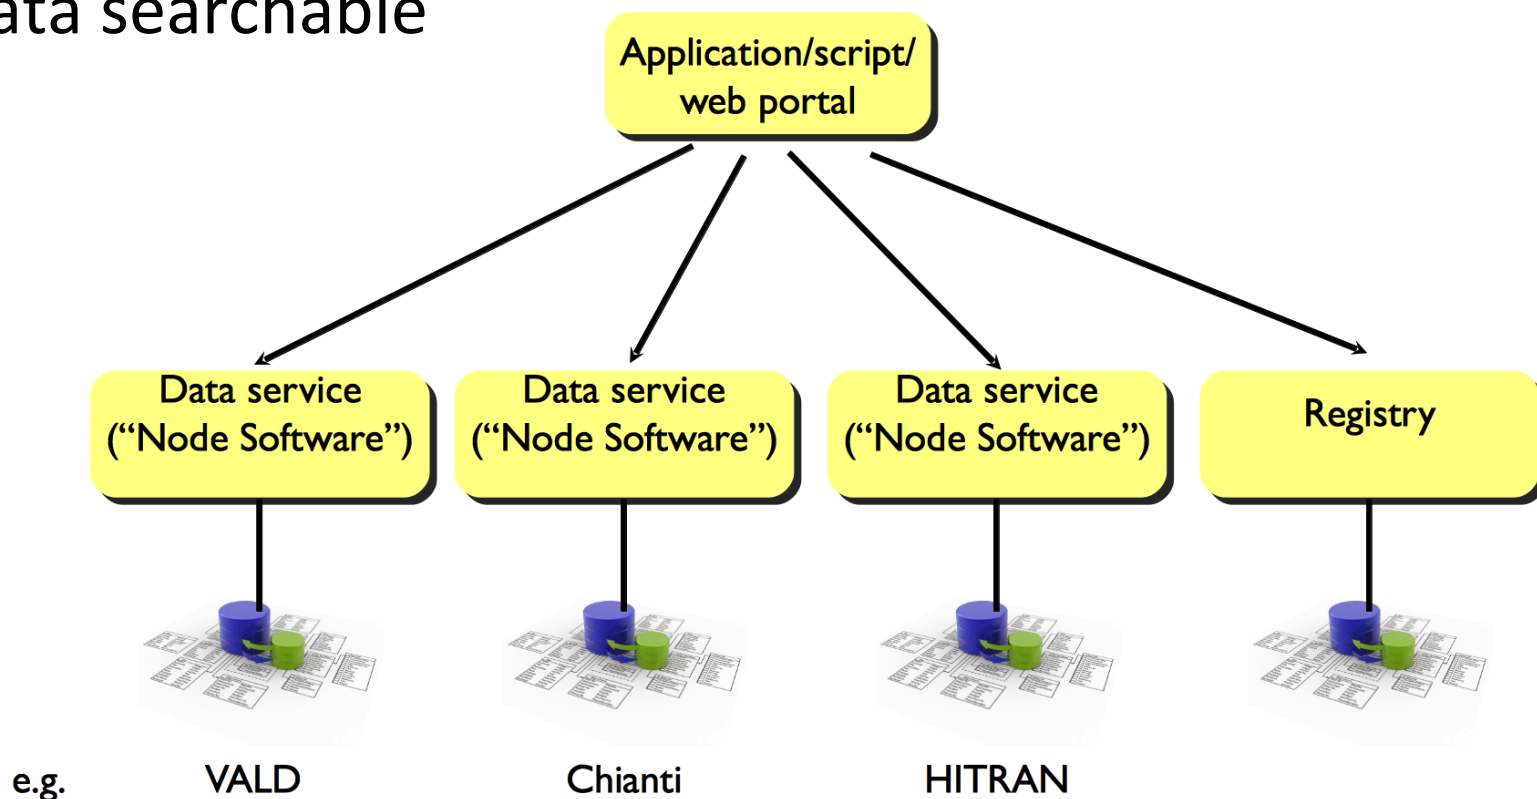 ata searchable
Application/script/
web portal
Data service
(“Node Software”)
Data service
(“Node Software”)
Data service
(“Node Software”)
Registry
e.g. VALD Chianti HITRAN